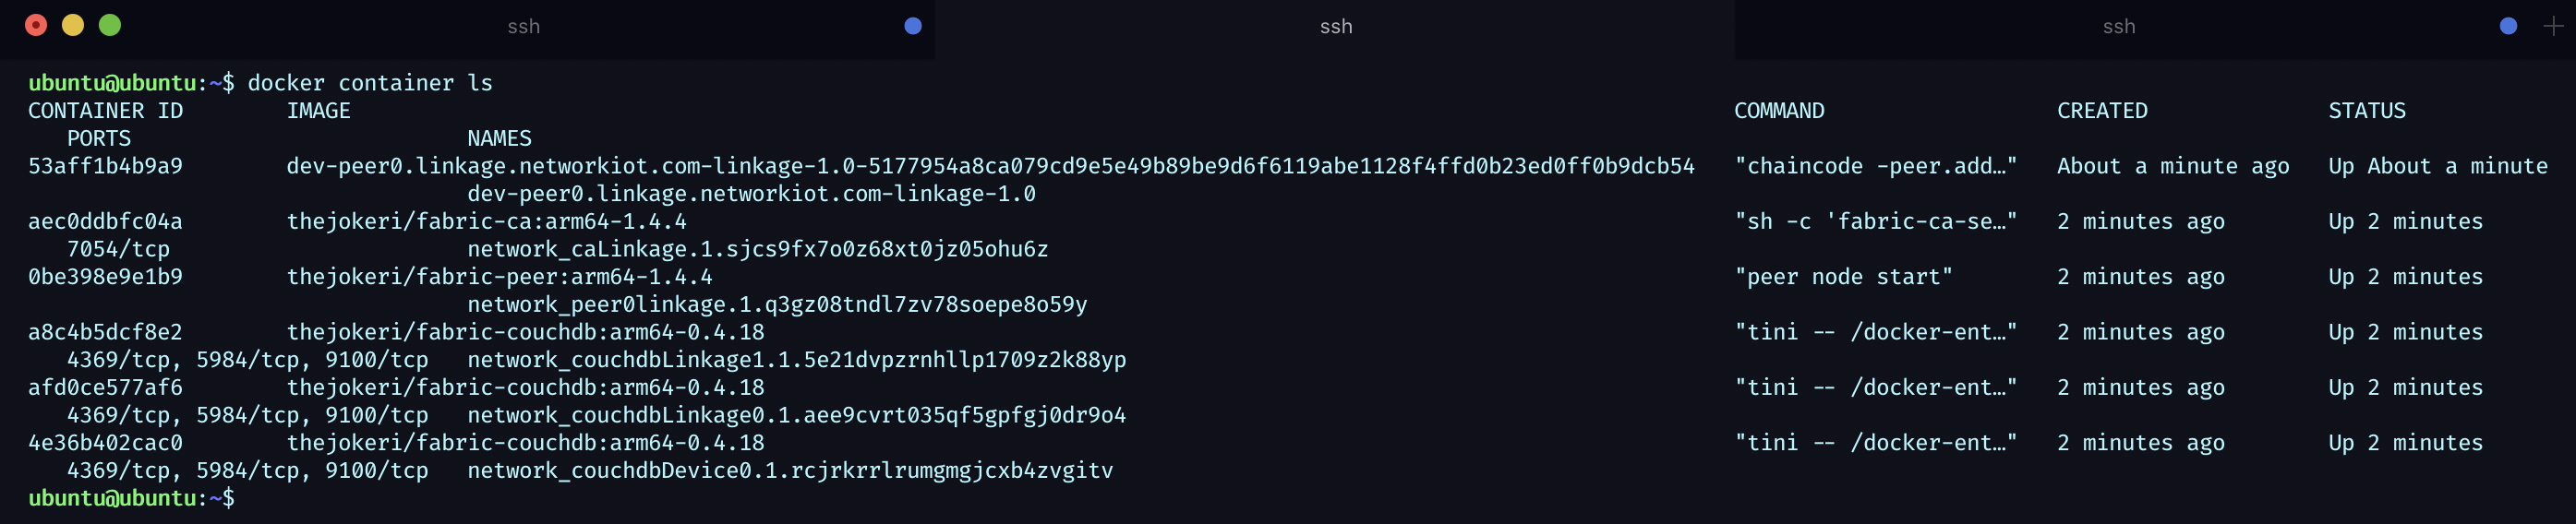 ssh ssh ssh
ubuntu@ubuntu:~$ docker container ls
CONTAINER ID IMAGE COMMAND CREATED STATUS
PORTS NAMES
53aff1b4b9a9 dev-peer0.linkage.networkiot.com-linkage-1.0-5177954a8ca079cd9e5e49b89be9d6f6119abe1128f4ffd0b23ed0ff0b9dcb54 "chaincode -peer.add…" About a minute ago Up About a minute
dev-peer0.linkage.networkiot.com-linkage-1.0
aec0ddbfc04a thejokeri/fabric-ca:arm64-1.4.4 "sh -c 'fabric-ca-se…" 2 minutes ago Up 2 minutes
7054/tcp network_caLinkage.1.sjcs9fx7o0z68xt0jz05ohu6z
0be398e9e1b9 thejokeri/fabric-peer:arm64-1.4.4 "peer node start" 2 minutes ago Up 2 minutes
network_peer0linkage.1.q3gz08tndl7zv78soepe8o59y
a8c4b5dcf8e2 thejokeri/fabric-couchdb:arm64-0.4.18 "tini -- /docker-ent…" 2 minutes ago Up 2 minutes
4369/tcp, 5984/tcp, 9100/tcp network_couchdbLinkage1.1.5e21dvpzrnhllp1709z2k88yp
afd0ce577af6 thejokeri/fabric-couchdb:arm64-0.4.18 "tini -- /docker-ent…" 2 minutes ago Up 2 minutes
4369/tcp, 5984/tcp, 9100/tcp network_couchdbLinkage0.1.aee9cvrt035qf5gpfgj0dr9o4
4e36b402cac0 thejokeri/fabric-couchdb:arm64-0.4.18 "tini -- /docker-ent…" 2 minutes ago Up 2 minutes
4369/tcp, 5984/tcp, 9100/tcp network_couchdbDevice0.1.rcjrkrrlrumgmgjcxb4zvgitv
ubuntu@ubuntu:~$